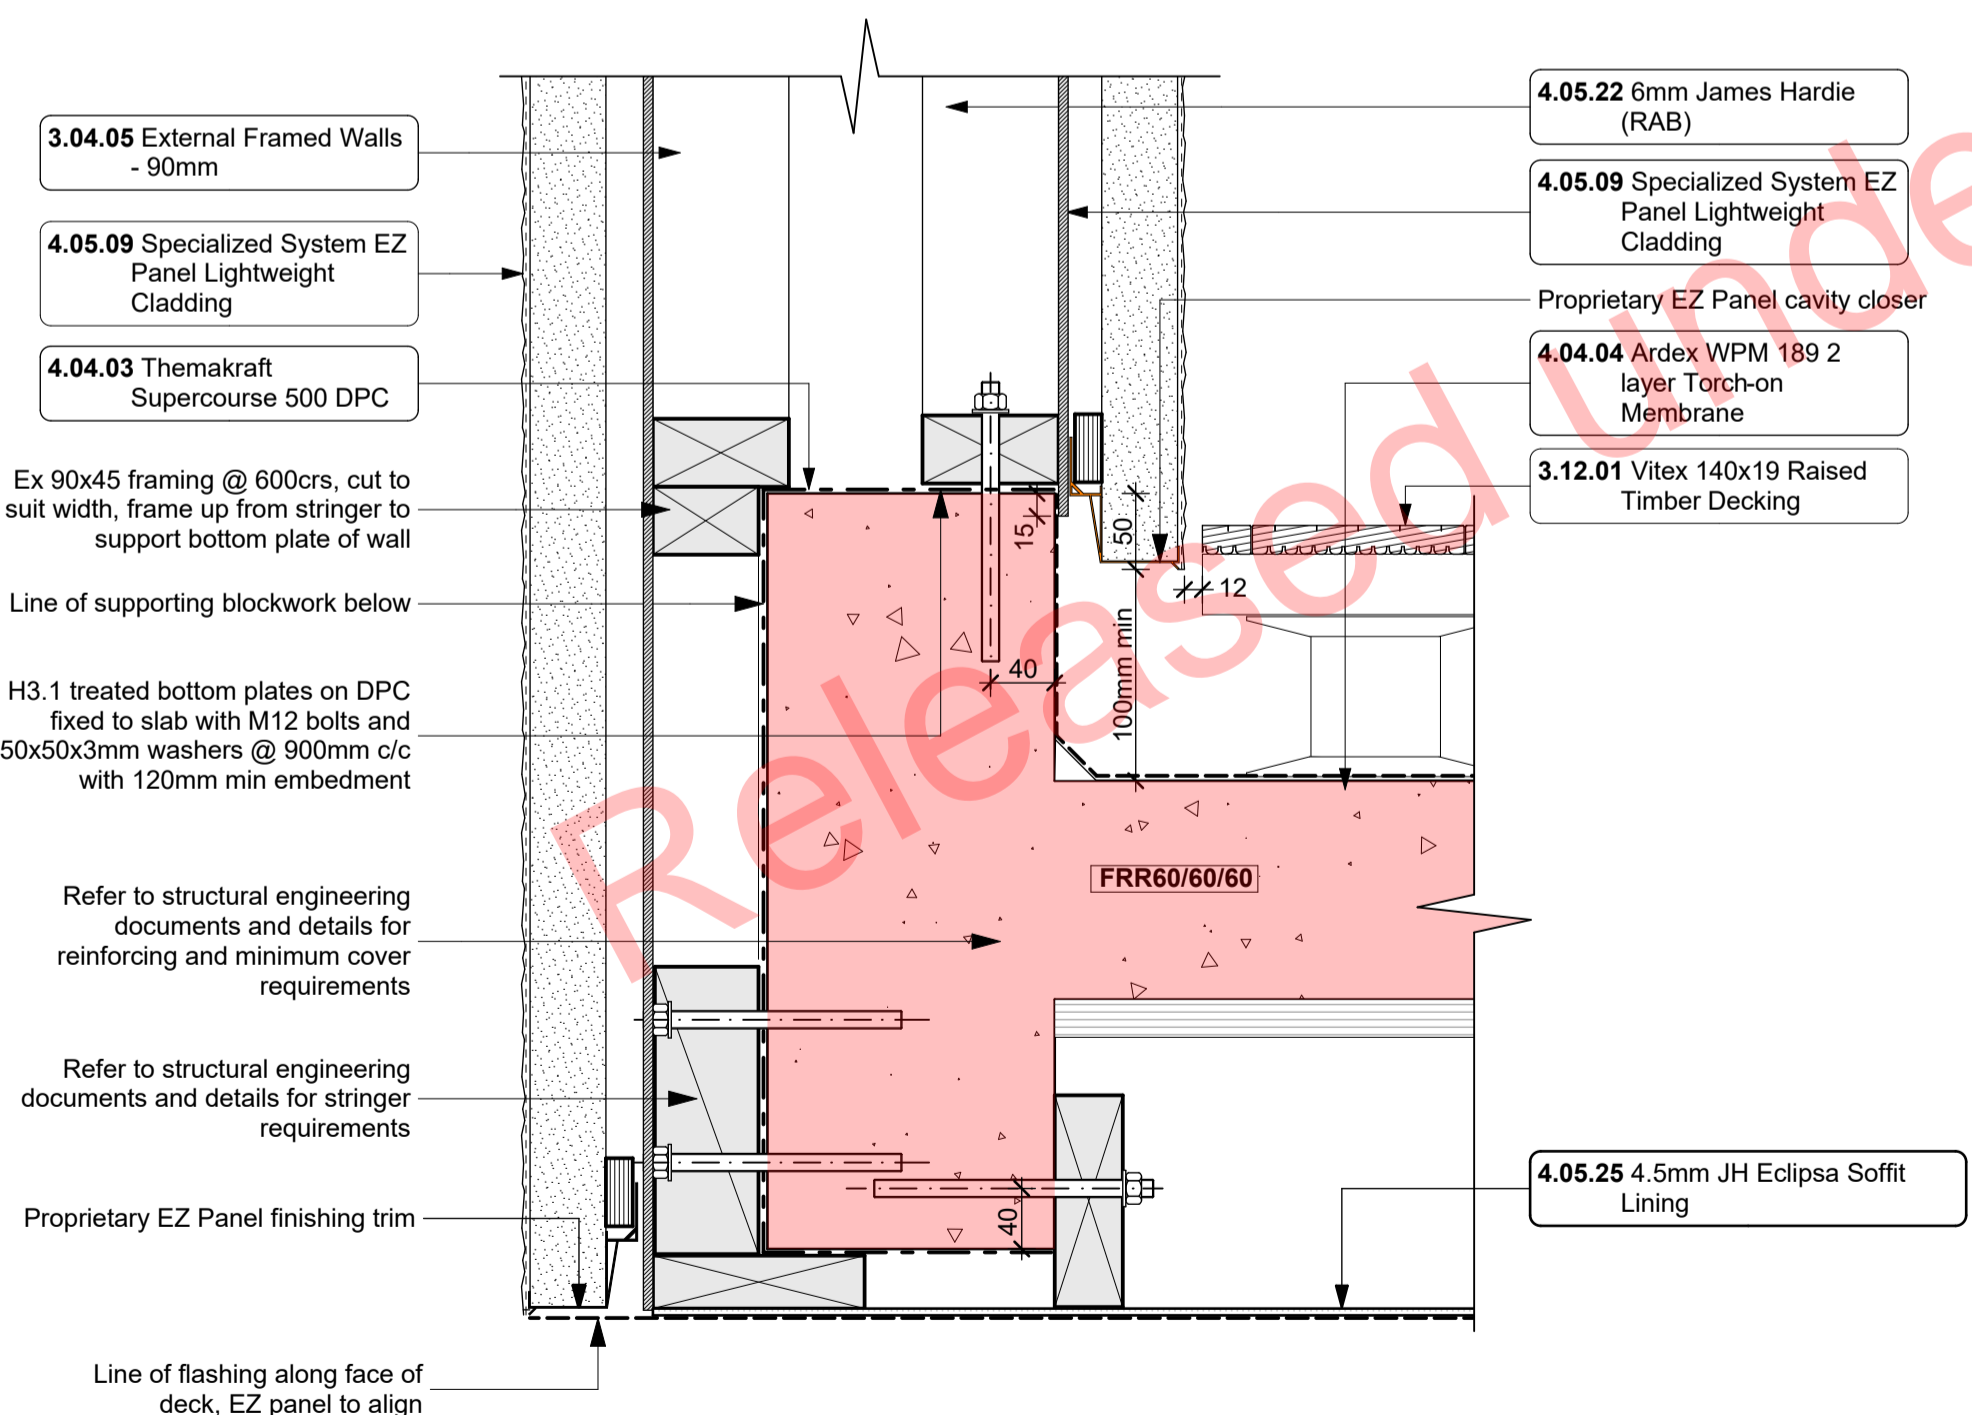 3.04.05 External Framed Walls
- 90mm
4.05.09 Specialized System EZ
Panel Lightweight
Cladding
4.04.03 Themakraft
Supercourse 500 DPC
Ex 90x45 framing @ 600crs, cut to
suit width, frame up from stringer to
support bottom plate of wall
Line of supporting blockwork below
H3.1 treated bottom plates on DPC
fixed to slab with M12 bolts and
50x50x3mm washers @ 900mm c/c
with 120mm min embedment
Refer to structural engineering
documents and details for
reinforcing and minimum cover
requirements
Refer to structural engineering
documents and details for stringer
requirements
Proprietary EZ Panel finishing trim
Line of flashing along face of
deck, EZ panel to align
15
50
12
40
100mm min
FRR60/60/60
40
4.05.22 6mm James Hardie
(RAB)
4.05.09 Specialized System EZ
Panel Lightweight
Cladding
Proprietary EZ Panel cavity closer
4.04.04 Ardex WPM 189 2
layer Torch-on
Membrane
3.12.01 Vitex 140x19 Raised
Timber Decking
4.05.25 4.5mm JH Eclipsa Soffit
Lining
Released unde